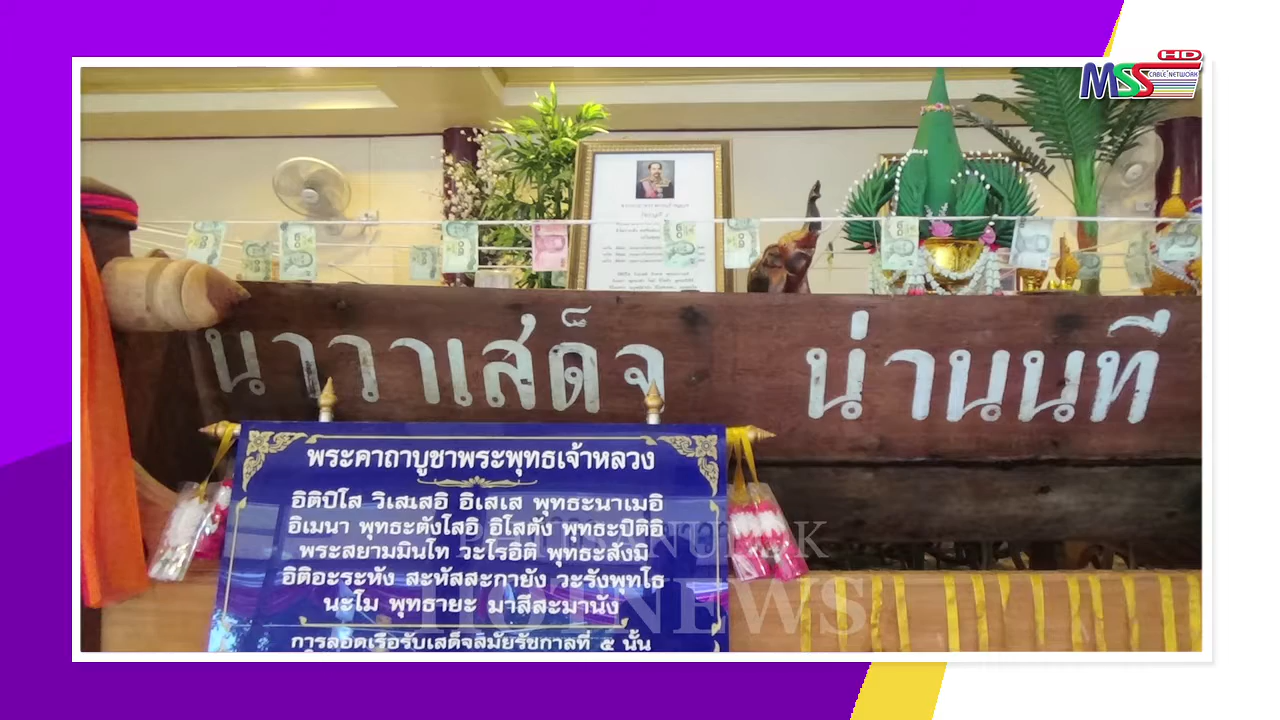 HD
MSS
CABLE NETWORK
นาวาเสด็จ น่านนที
พระคาถาบูชาพระพุทธเจ้าหลวง
อิติปิโส วิเสเสอิ อิเสเส พุทธะนาเมอิ
อิเมนา พุทธะตังโสอิ อิโสตัง พุทธะปิติอิ
พระสยามมินโท วะโรอิติ พุทธะสังมิ
อิติอะระหัง สะหัสสะกายัง วะรังพุทโธ
นะโม พุทธายะ มาสีสะมานัง
การลอดเรือรับเสด็จสมัยรัชกาลที่ ๕ นั้น
PHITSANULOK
HOTNEWS